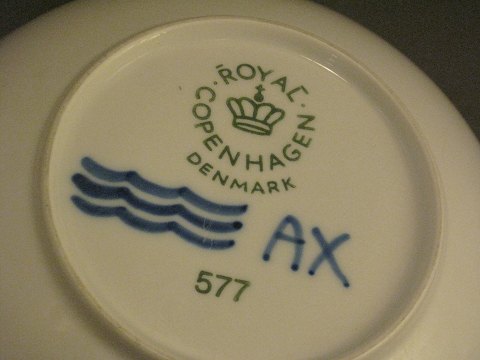 ROYAL
COPENHAGEN
DENMARK
AX
577